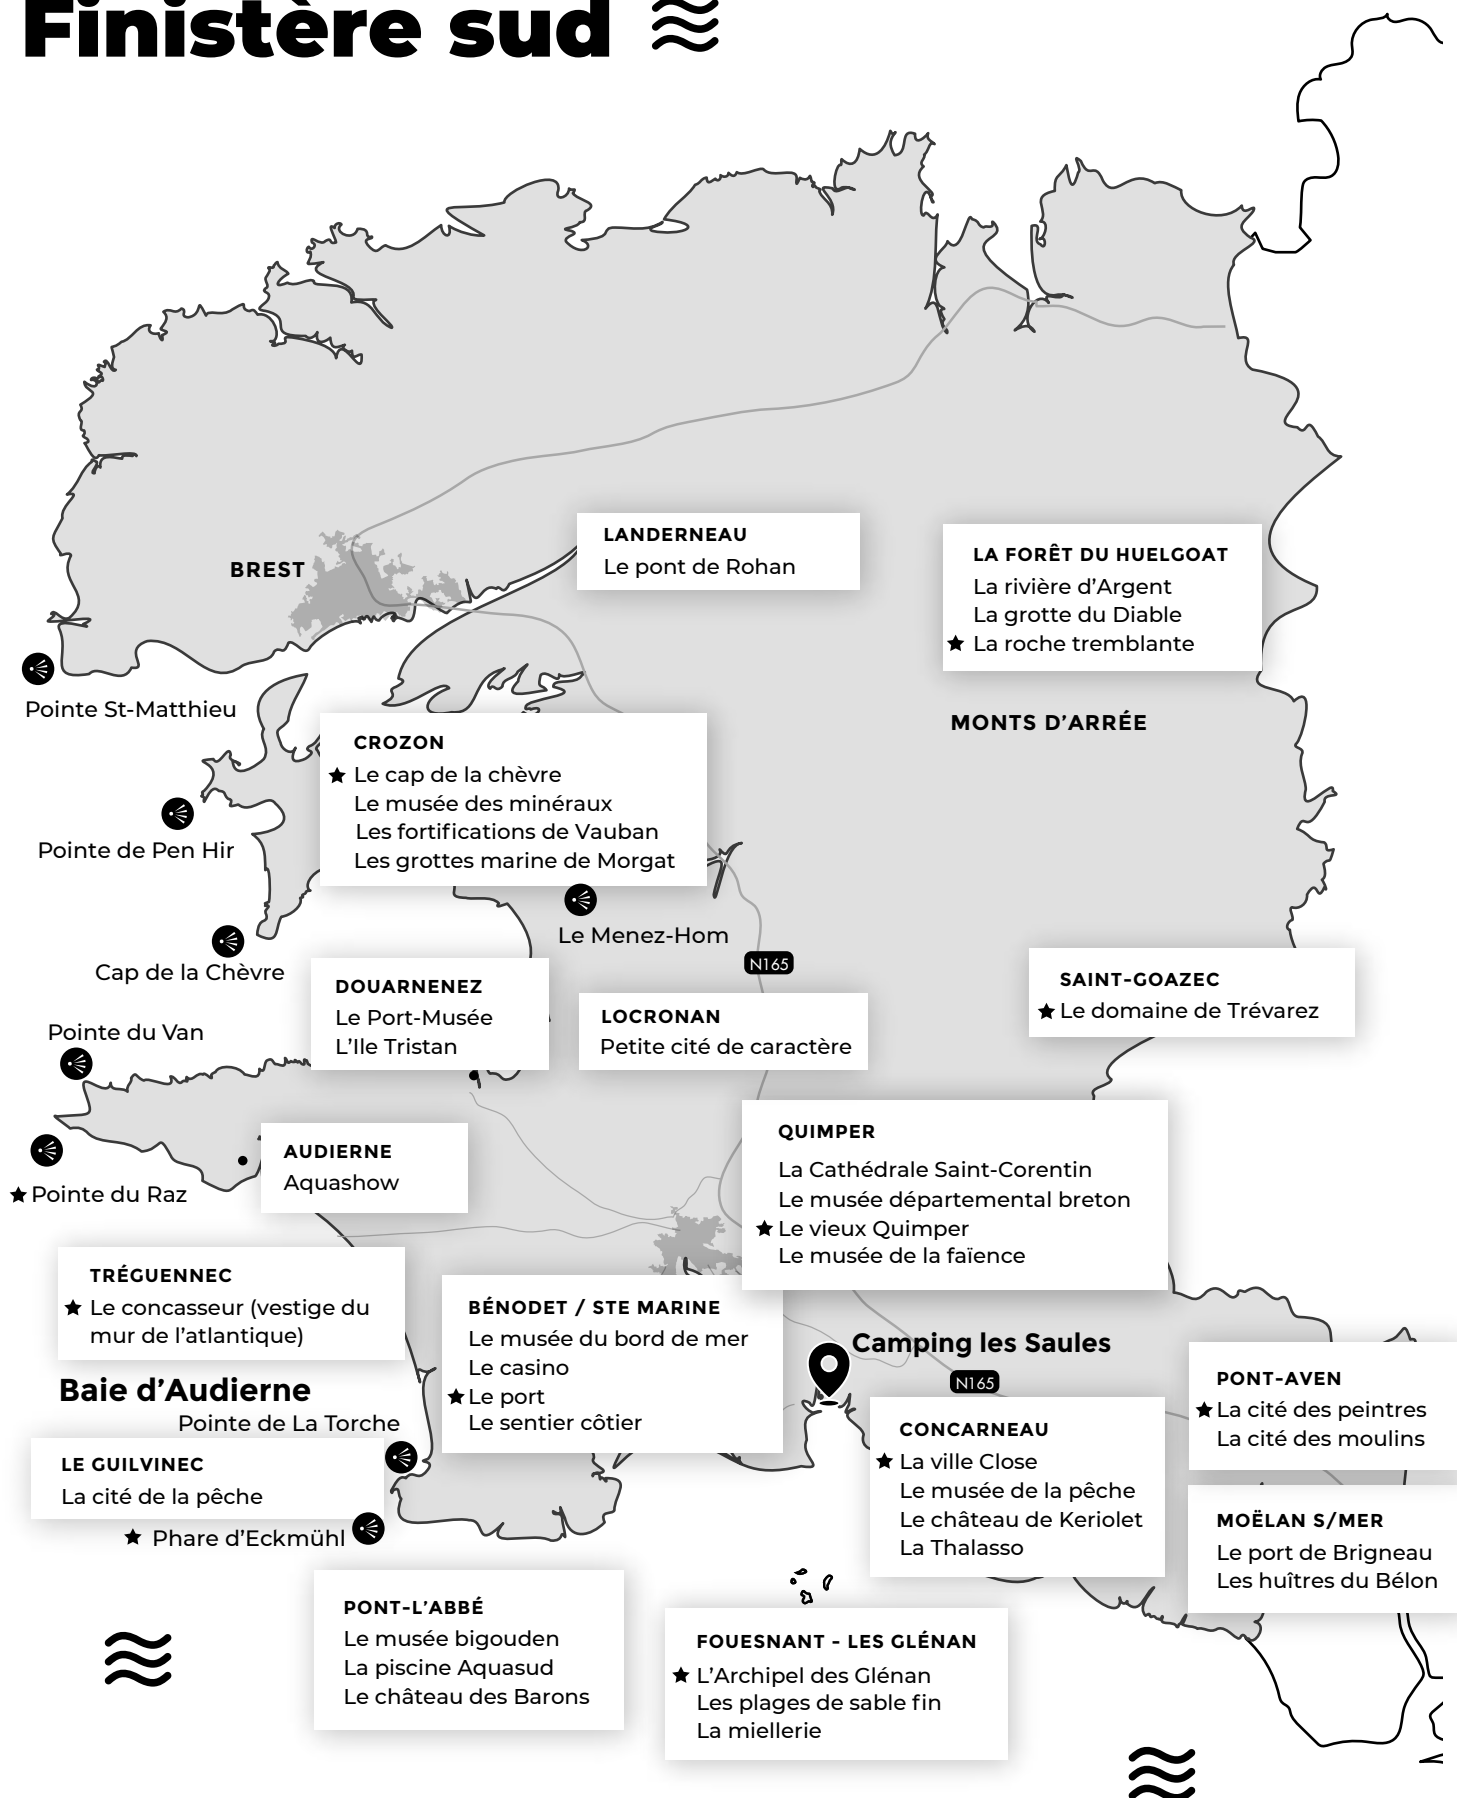 Finistère sud
LANDERNEAU
Le pont de Rohan
LA FORÊT DU HUELGOAT
La rivière d'Argent
La grotte du Diable
La roche tremblante
BREST
Pointe St-Matthieu
MONTS D'ARRÉE
CROZON
Le cap de la chèvre
Le musée des minéraux
Les fortifications de Vauban
Les grottes marine de Morgat
Pointe de Pen Hir
Le Menez-Hom
Cap de la Chèvre
N165
DOUARNENEZ
Le Port-Musée
L'Ile Tristan
LOCRONAN
Petite cité de caractère
SAINT-GOAZEC
Le domaine de Trévarez
Pointe du Van
AUDIERNE
Aquashow
Pointe du Raz
QUIMPER
La Cathédrale Saint-Corentin
Le musée départemental breton
Le vieux Quimper
Le musée de la faïence
TRÉGUENNEC
Le concasseur (vestige du
mur de l'atlantique)
BÉNODET / STE MARINE
Le musée du bord de mer
Le casino
Le port
Le sentier côtier
Camping les Saules
N165
Baie d'Audierne
Pointe de La Torche
PONT-AVEN
La cité des peintres
La cité des moulins
CONCARNEAU
La ville Close
Le musée de la pêche
Le château de Keriolet
La Thalasso
LE GUILVINEC
La cité de la pêche
Phare d'Eckmühl
MOËLAN S/MER
Le port de Brigneau
Les huîtres du Bélon
PONT-L'ABBÉ
Le musée bigouden
La piscine Aquasud
Le château des Barons
FOUESNANT - LES GLÉNAN
L'Archipel des Glénan
Les plages de sable fin
La miellerie